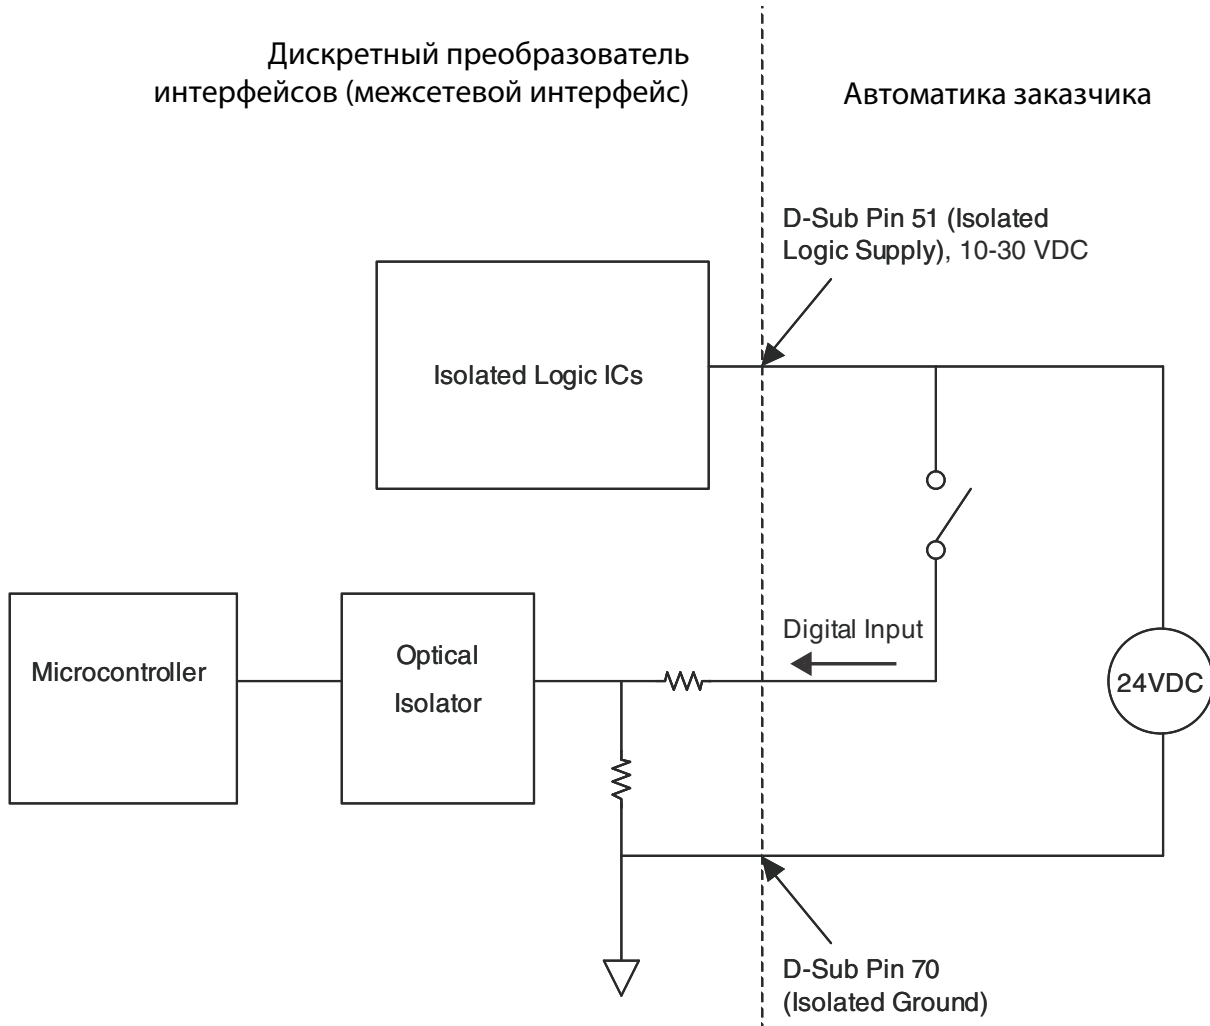 Дискретный преобразователь
интерфейсов (межсетевой интерфейс)
Автоматика заказчика
D-Sub Pin 51 (Isolated
Logic Supply), 10-30 VDC
Isolated Logic ICs
Digital Input
Microcontroller
Optical
Isolator
24VDC
D-Sub Pin 70
(Isolated Ground)